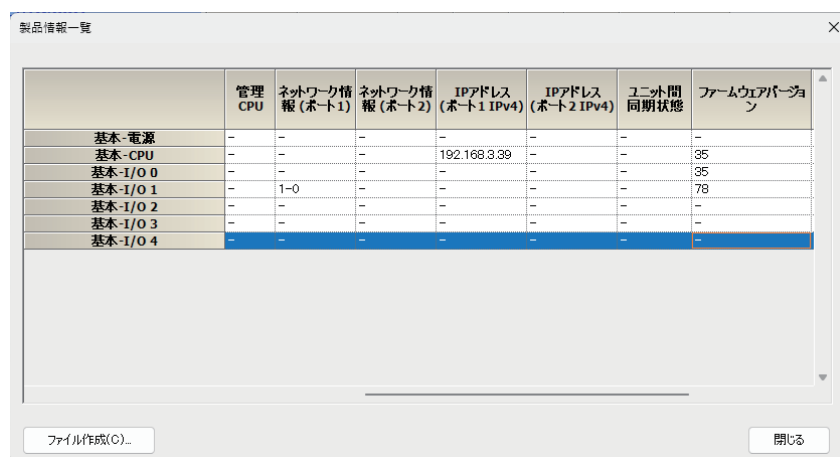 製品情報一覧
管理CPU ネットワーク情報 (ポート1) ネットワーク情報 (ポート2) IPアドレス (ポート1 IPv4) IPアドレス (ポート2 IPv4) ユニット間同期状態 ファームウェアバージョン
基本-電源 - - - - - - -
基本-CPU - - - 192.168.3.39 - - 35
基本-I/O 0 - - - - - - 35
基本-I/O 1 - 1-0 - - - - 78
基本-I/O 2 - - - - - - -
基本-I/O 3 - - - - - - -
基本-I/O 4 - - - - - - -
ファイル作成(C)... 閉じる